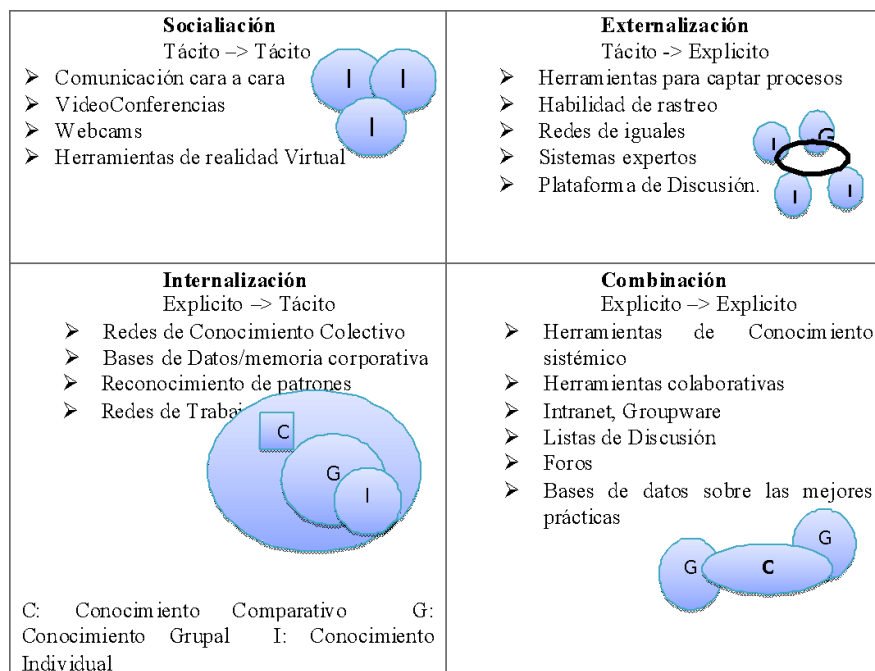 Socialiación
Tácito –> Tácito
Comunicación cara a cara
VideoConferencias
Webcams
Herramientas de realidad Virtual
I I
I
Externalización
Tácito -> Explicito
Herramientas para captar procesos
Habilidad de rastreo
Redes de iguales
Sistemas expertos
Plataforma de Discusión.
I G
I I
Internalización
Explicito –> Tácito
Redes de Conocimiento Colectivo
Bases de Datos/memoria corporativa
Reconocimiento de patrones
Redes de
C
G
I
C: Conocimiento Comparativo G:
Conocimiento Grupal I: Conocimiento
Individual
Combinación
Explicito –> Explicito
Herramientas de Conocimiento
sistémico
Herramientas colaborativas
Intranet, Groupware
Listas de Discusión
Foros
Bases de datos sobre las mejores
prácticas
G
G C